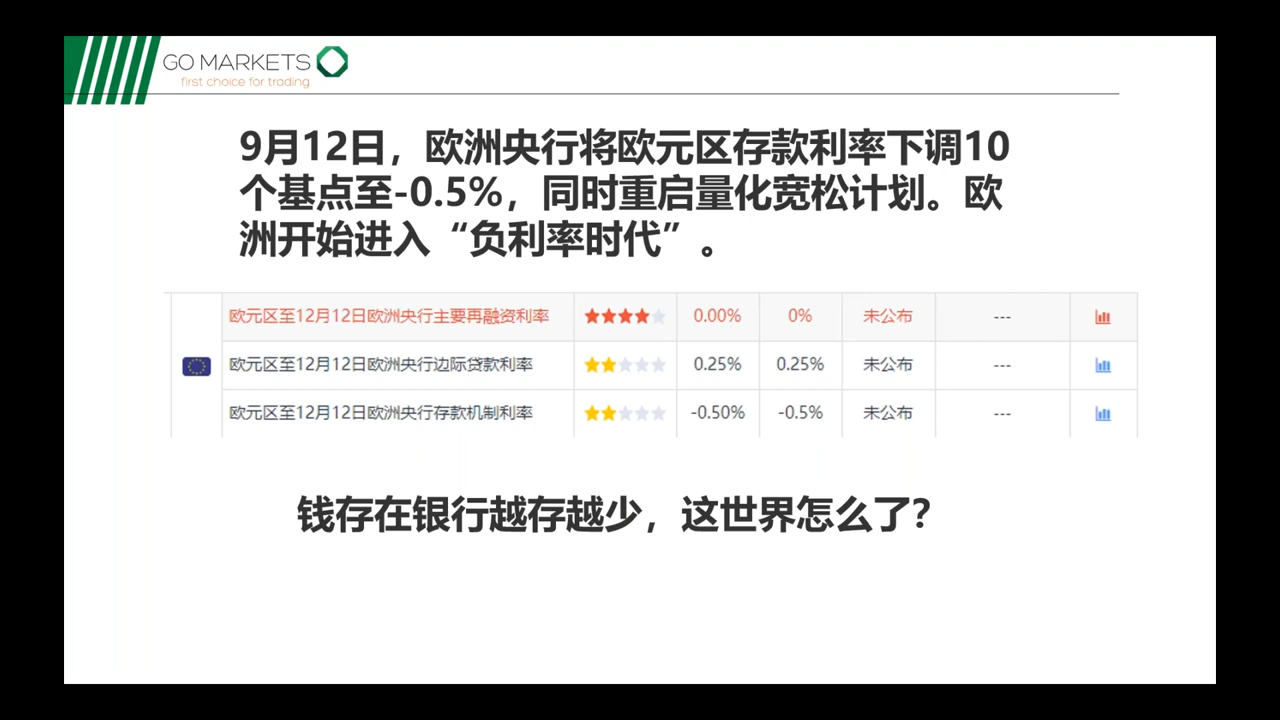 GO MARKETS
first choice for trading
9月12日，欧洲央行将欧元区存款利率下调10
个基点至-0.5%，同时重启量化宽松计划。欧
洲开始进入“负利率时代”。
欧元区至12月12日欧洲央行主要再融资利率 0.00% 0% 未公布 ---
欧元区至12月12日欧洲央行边际贷款利率 0.25% 0.25% 未公布 ---
欧元区至12月12日欧洲央行存款机制利率 -0.50% -0.5% 未公布 ---
钱存在银行越存越少，这世界怎么了?